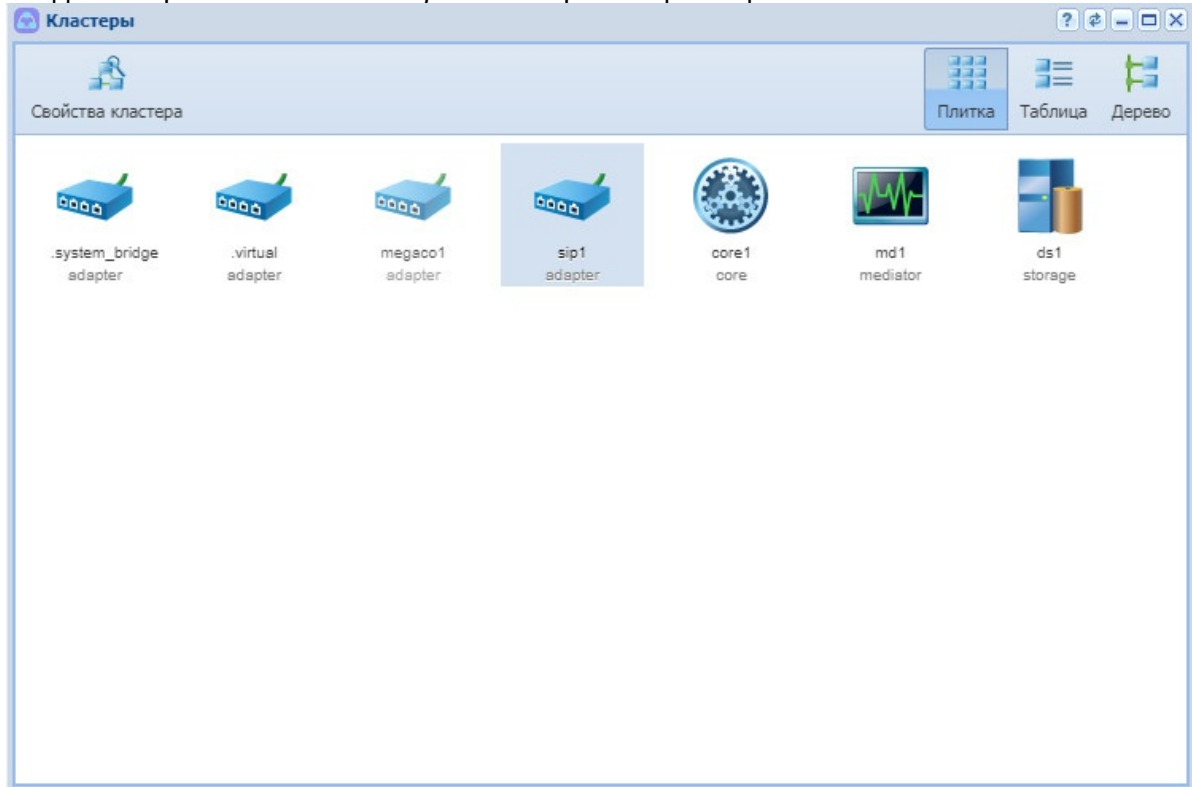 Кластеры
?
Свойства кластера
Плитка Таблица Дерево
.system_bridge .virtual megaco1 sip1 core1 md1 ds1
adapter adapter adapter adapter core mediator storage